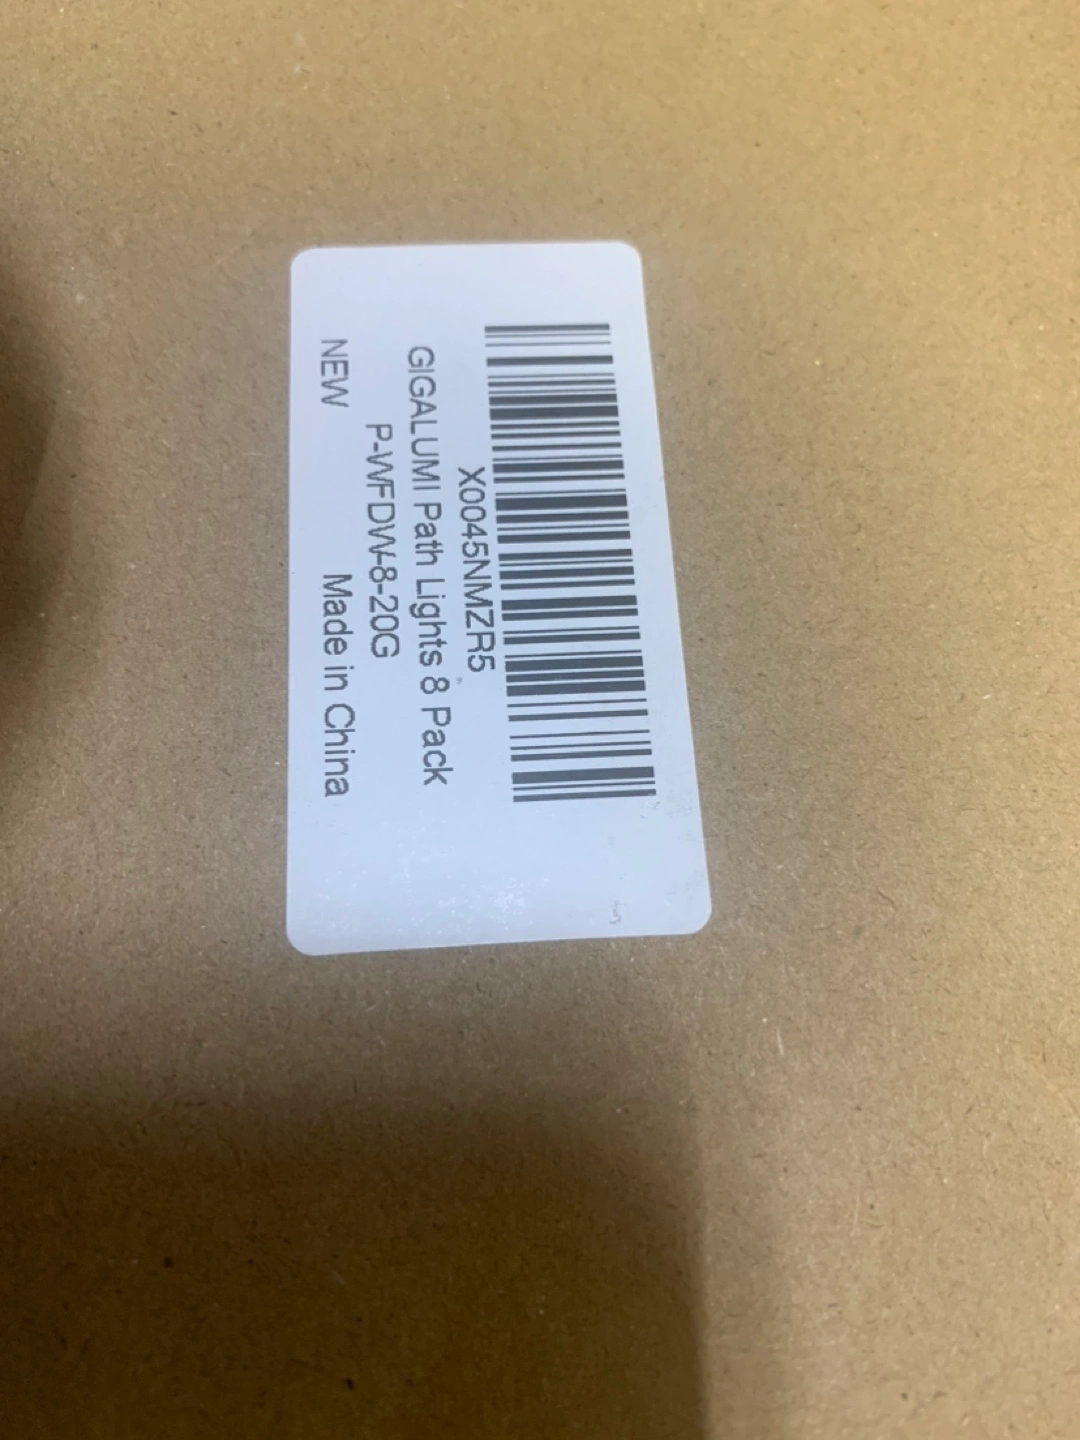 X0045NMZR5
GIGALUMI Path Lights 8 Pack
P-WFDW-8-20G
NEW Made in China